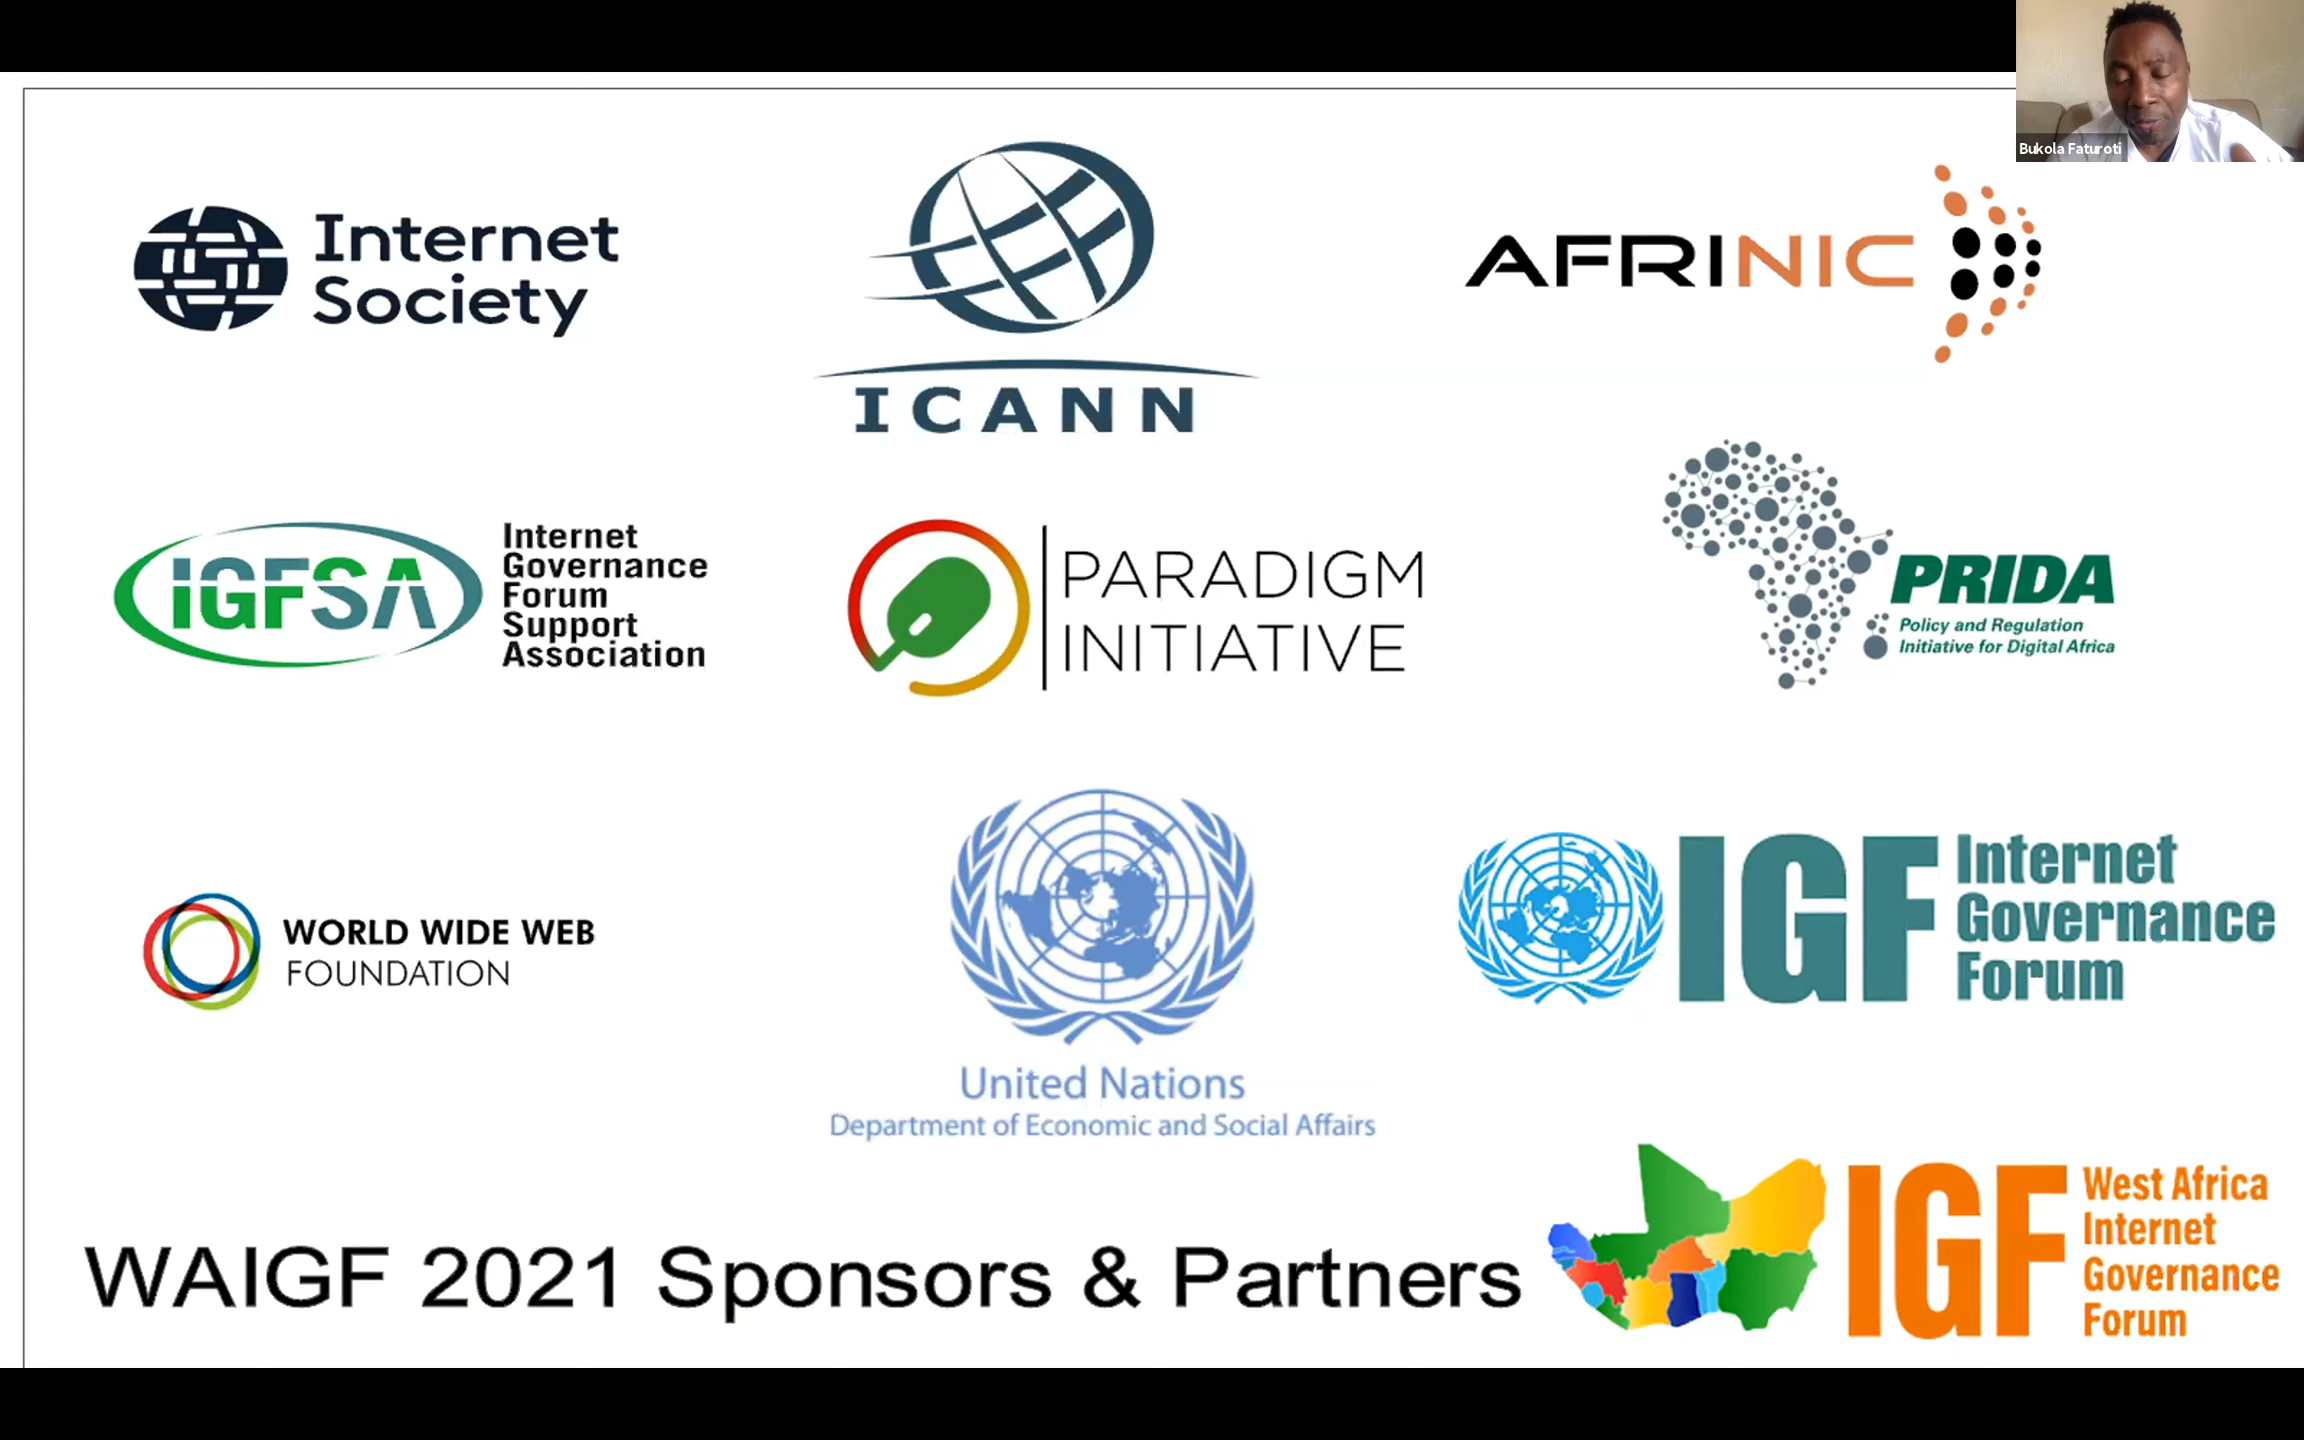 Bukola Faturoti
Internet
Society
ICANN
AFRINIC
IGFSA
Internet
Governance
Forum
Support
Association
PARADIGM
INITIATIVE
PRIDA
Policy and Regulation
Initiative for Digital Africa
WORLD WIDE WEB
FOUNDATION
United Nations
Department of Economic and Social Affairs
IGF
Internet
Governance
Forum
WAIGF 2021 Sponsors & Partners
IGF
West Africa
Internet
Governance
Forum